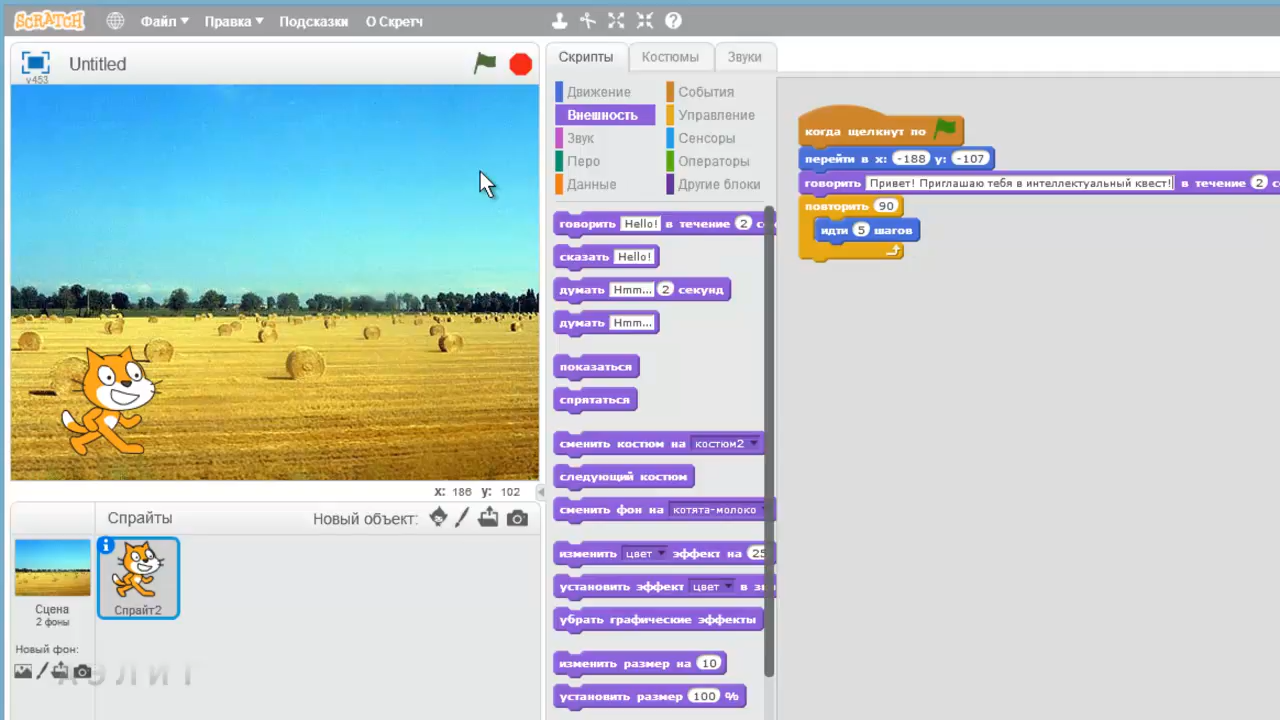 SCRATCH Файл Правка Подсказки О Скретч
v453 Untitled
Скрипты Костюмы Звуки
Движение События
Внешность Управление
Звук Сенсоры
Перо Операторы
Данные Другие блоки
говорить Hello! в течение 2 се
сказать Hello!
думать Hmm... 2 секунд
думать Hmm...
показаться
спрятаться
сменить костюм на костюм2
следующий костюм
сменить фон на котята-молоко
изменить цвет эффект на 25
установить эффект цвет в зн
убрать графические эффекты
изменить размер на 10
установить размер 100 %
когда щелкнут по
перейти в x: -188 y: -107
говорить Привет! Приглашаю тебя в интеллектуальный квест! в течение 2 с
повторить 90
идти 5 шагов
x: 186 y: 102
Спрайты Новый объект:
Сцена
2 фоны
Спрайт2
Новый фон:
АЭЛИТ